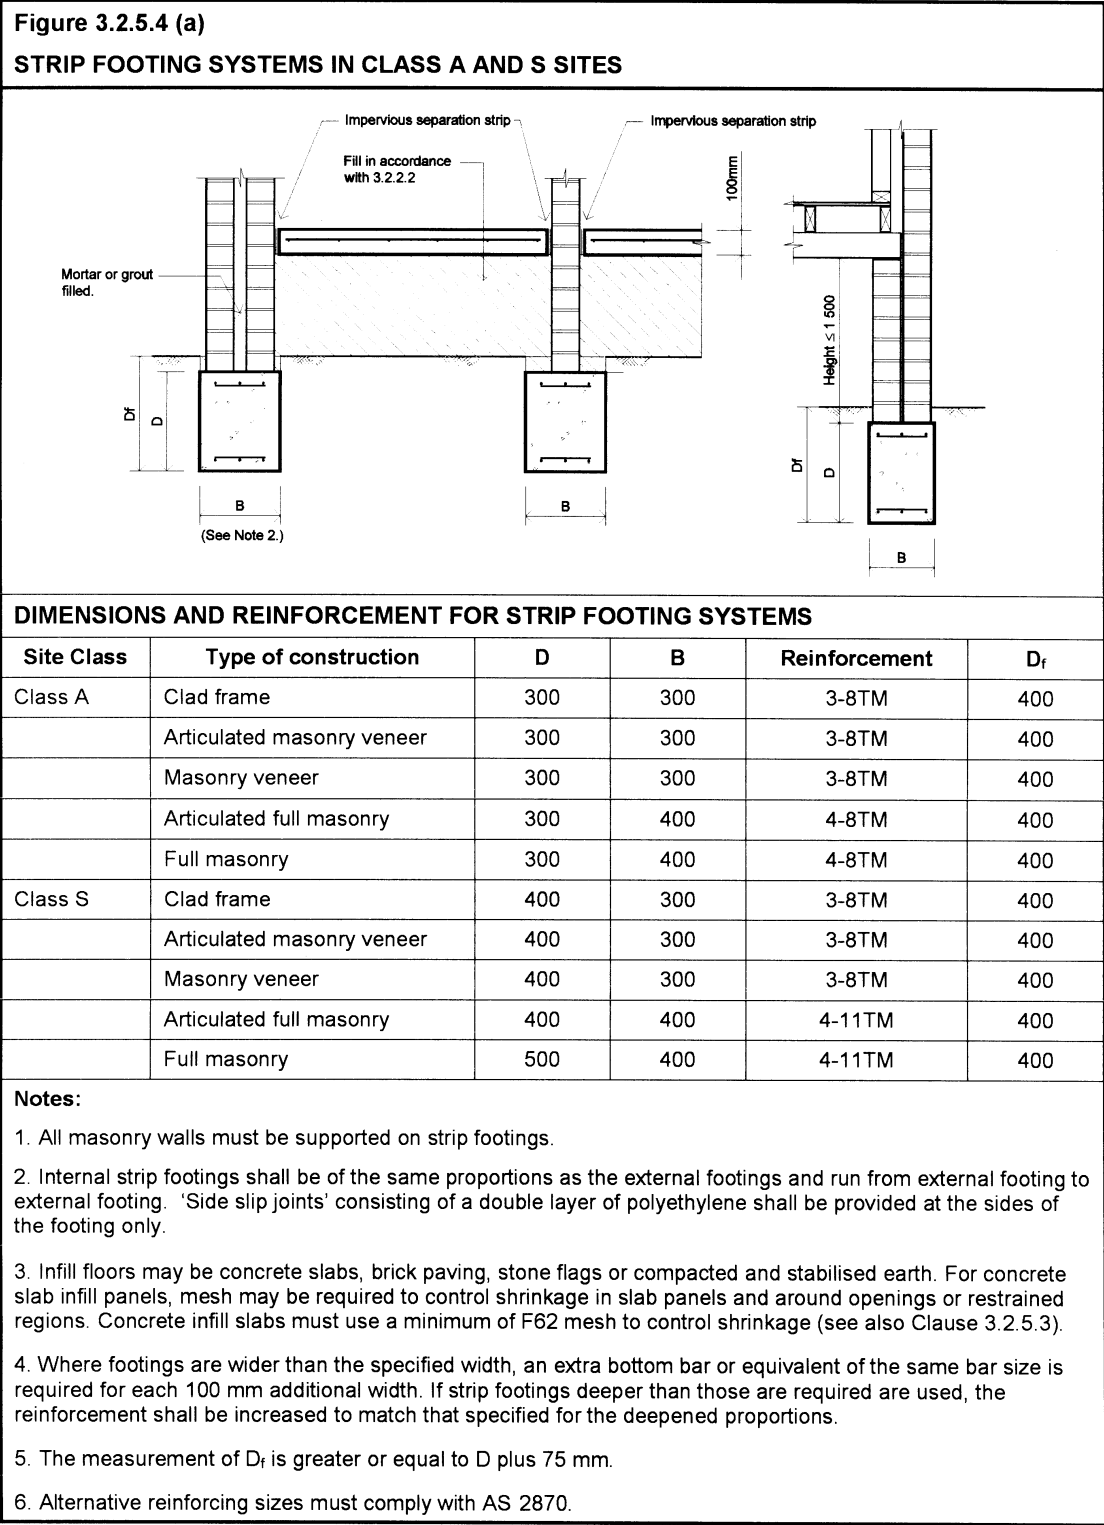 Figure 3.2.5.4 (a)
STRIP FOOTING SYSTEMS IN CLASS A AND S SITES
Impervious separation strip
Impervious separation strip
Fill in accordance
with 3.2.2.2
100mm
Mortar or grout
filled.
Height ≤ 1 500
Df
D
Df
D
B
B
(See Note 2.)
B
DIMENSIONS AND REINFORCEMENT FOR STRIP FOOTING SYSTEMS
Site Class Type of construction D B Reinforcement Df
Class A Clad frame 300 300 3-8TM 400
Articulated masonry veneer 300 300 3-8TM 400
Masonry veneer 300 300 3-8TM 400
Articulated full masonry 300 400 4-8TM 400
Full masonry 300 400 4-8TM 400
Class S Clad frame 400 300 3-8TM 400
Articulated masonry veneer 400 300 3-8TM 400
Masonry veneer 400 300 3-8TM 400
Articulated full masonry 400 400 4-11TM 400
Full masonry 500 400 4-11TM 400
Notes:
1. All masonry walls must be supported on strip footings.
2. Internal strip footings shall be of the same proportions as the external footings and run from external footing to
external footing. 'Side slip joints' consisting of a double layer of polyethylene shall be provided at the sides of
the footing only.
3. Infill floors may be concrete slabs, brick paving, stone flags or compacted and stabilised earth. For concrete
slab infill panels, mesh may be required to control shrinkage in slab panels and around openings or restrained
regions. Concrete infill slabs must use a minimum of F62 mesh to control shrinkage (see also Clause 3.2.5.3).
4. Where footings are wider than the specified width, an extra bottom bar or equivalent of the same bar size is
required for each 100 mm additional width. If strip footings deeper than those are required are used, the
reinforcement shall be increased to match that specified for the deepened proportions.
5. The measurement of Df is greater or equal to D plus 75 mm.
6. Alternative reinforcing sizes must comply with AS 2870.